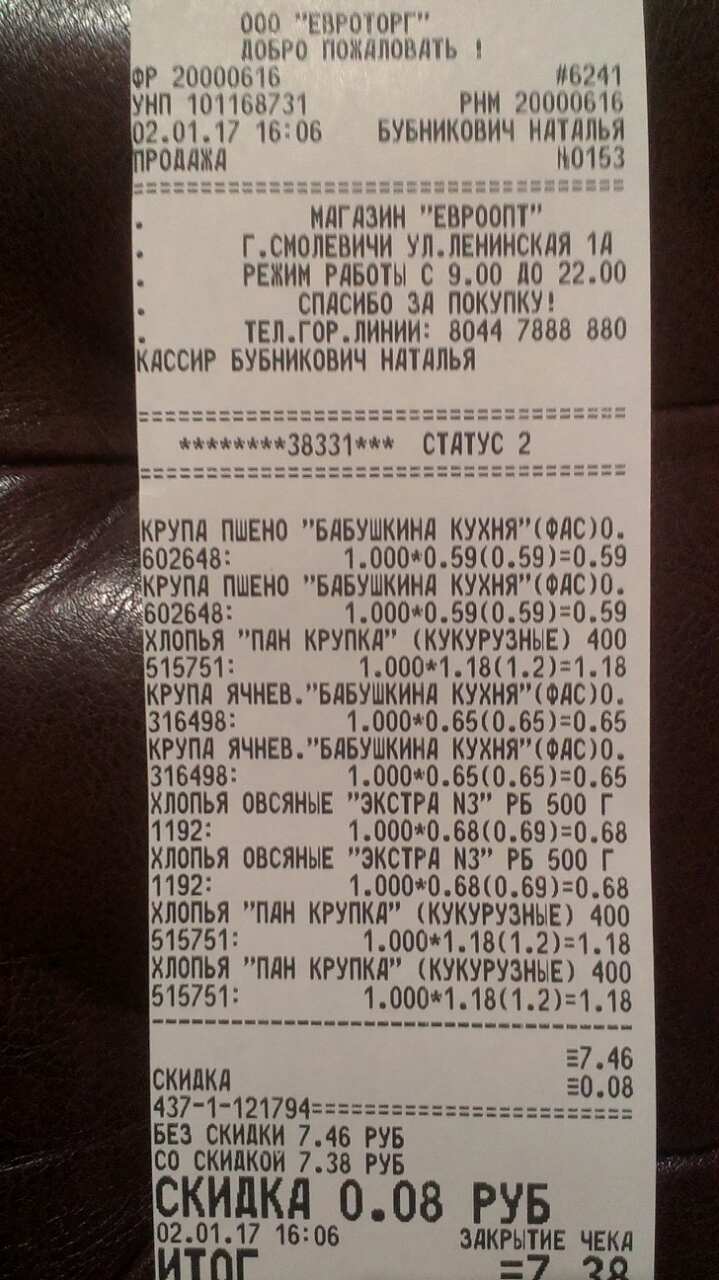 ООО "ЕВРОТОРГ"
ДОБРО ПОЖАЛОВАТЬ !
ФР 20000616 #6241
УНП 101168731 РНМ 20000616
02.01.17 16:06 БУБНИКОВИЧ НАТАЛЬЯ
ПРОДАЖА №0153
=====================================
. МАГАЗИН "ЕВРООПТ"
. Г.СМОЛЕВИЧИ УЛ.ЛЕНИНСКАЯ 1А
. РЕЖИМ РАБОТЫ С 9.00 ДО 22.00
. СПАСИБО ЗА ПОКУПКУ!
. ТЕЛ.ГОР.ЛИНИИ: 8044 7888 880
КАССИР БУБНИКОВИЧ НАТАЛЬЯ
=====================================
********38331*** СТАТУС 2
=====================================
КРУПА ПШЕНО "БАБУШКИНА КУХНЯ"(ФАС)0.
602648: 1.000*0.59(0.59)=0.59
КРУПА ПШЕНО "БАБУШКИНА КУХНЯ"(ФАС)0.
602648: 1.000*0.59(0.59)=0.59
ХЛОПЬЯ "ПАН КРУПКА" (КУКУРУЗНЫЕ) 400
515751: 1.000*1.18(1.2)=1.18
КРУПА ЯЧНЕВ."БАБУШКИНА КУХНЯ"(ФАС)0.
316498: 1.000*0.65(0.65)=0.65
КРУПА ЯЧНЕВ."БАБУШКИНА КУХНЯ"(ФАС)0.
316498: 1.000*0.65(0.65)=0.65
ХЛОПЬЯ ОВСЯНЫЕ "ЭКСТРА N3" РБ 500 Г
1192: 1.000*0.68(0.69)=0.68
ХЛОПЬЯ ОВСЯНЫЕ "ЭКСТРА N3" РБ 500 Г
1192: 1.000*0.68(0.69)=0.68
ХЛОПЬЯ "ПАН КРУПКА" (КУКУРУЗНЫЕ) 400
515751: 1.000*1.18(1.2)=1.18
ХЛОПЬЯ "ПАН КРУПКА" (КУКУРУЗНЫЕ) 400
515751: 1.000*1.18(1.2)=1.18
------------------------------------
≡7.46
СКИДКА ≡0.08
437-1-121794========================
БЕЗ СКИДКИ 7.46 РУБ
СО СКИДКОЙ 7.38 РУБ
СКИДКА 0.08 РУБ
02.01.17 16:06 ЗАКРЫТИЕ ЧЕКА
ИТОГ ≡7.38